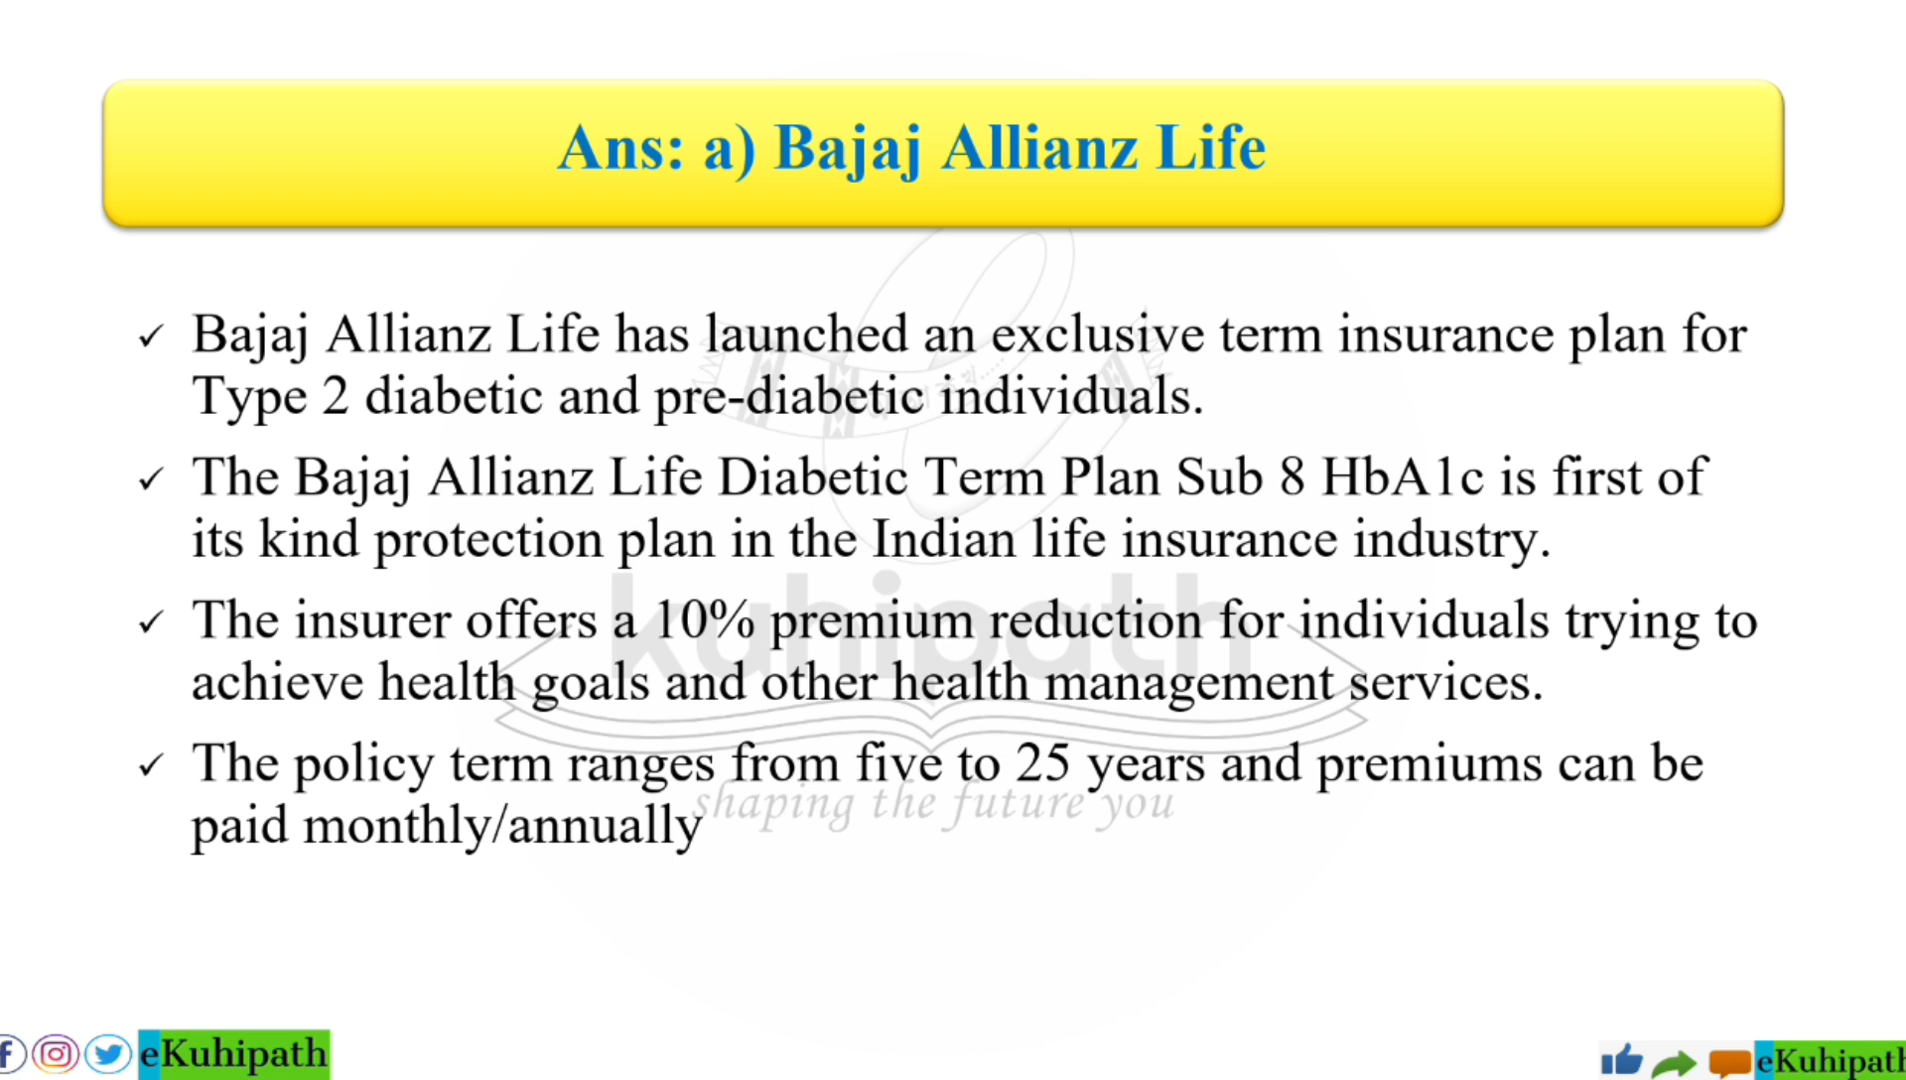 Ans: a) Bajaj Allianz Life
✓ Bajaj Allianz Life has launched an exclusive term insurance plan for
Type 2 diabetic and pre-diabetic individuals.
✓ The Bajaj Allianz Life Diabetic Term Plan Sub 8 HbA1c is first of
its kind protection plan in the Indian life insurance industry.
✓ The insurer offers a 10% premium reduction for individuals trying to
achieve health goals and other health management services.
✓ The policy term ranges from five to 25 years and premiums can be
paid monthly/annually
kuhipath
shaping the future you
eKuhipath
eKuhipath